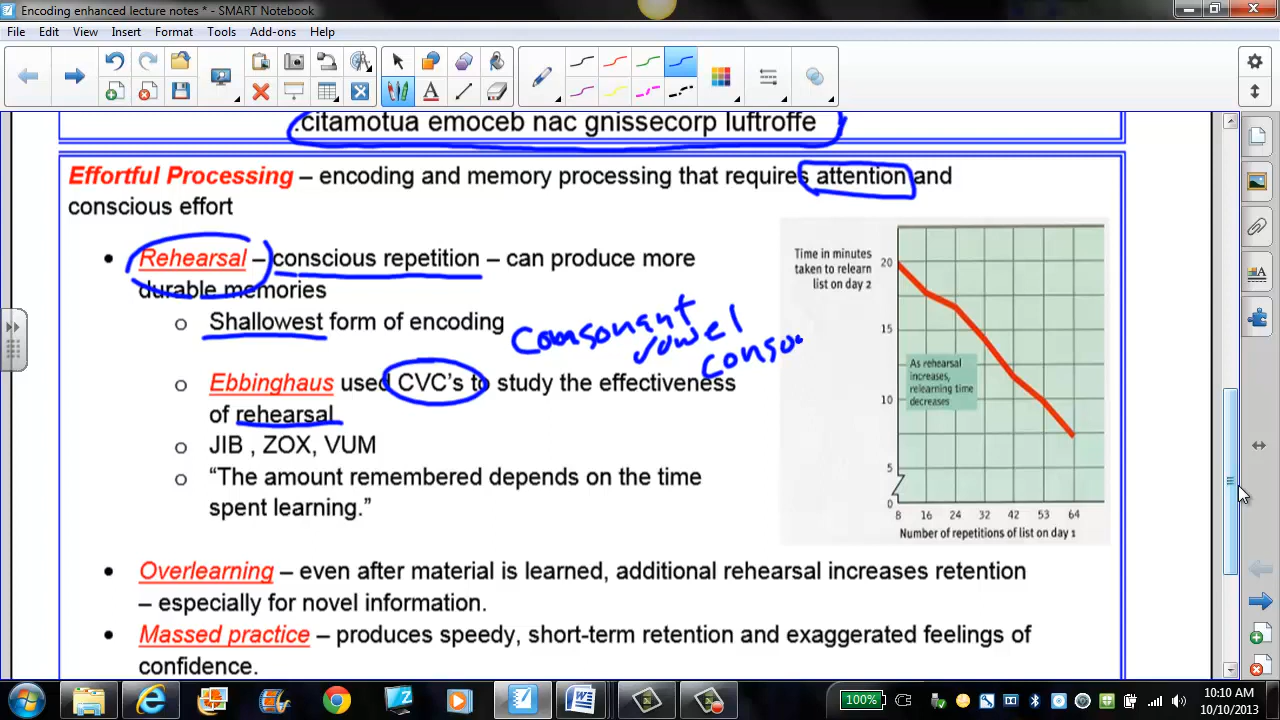 Encoding enhanced lecture notes * - SMART Notebook
File Edit View Insert Format Tools Add-ons Help
.citamotua emoceb nac gnissecorp luftroffe
Effortful Processing – encoding and memory processing that requires attention and
conscious effort
• Rehearsal – conscious repetition – can produce more
durable memories
o Shallowest form of encoding
Consonant
vowel
conso
o Ebbinghaus used CVC's to study the effectiveness
of rehearsal
o JIB , ZOX, VUM
o “The amount remembered depends on the time
spent learning.”
Time in minutes
taken to relearn
list on day 2
20
15
10
5
0
As rehearsal
increases,
relearning time
decreases
8 16 24 32 42 53 64
Number of repetitions of list on day 1
• Overlearning – even after material is learned, additional rehearsal increases retention
– especially for novel information.
• Massed practice – produces speedy, short-term retention and exaggerated feelings of
confidence.
100%
10:10 AM
10/10/2013